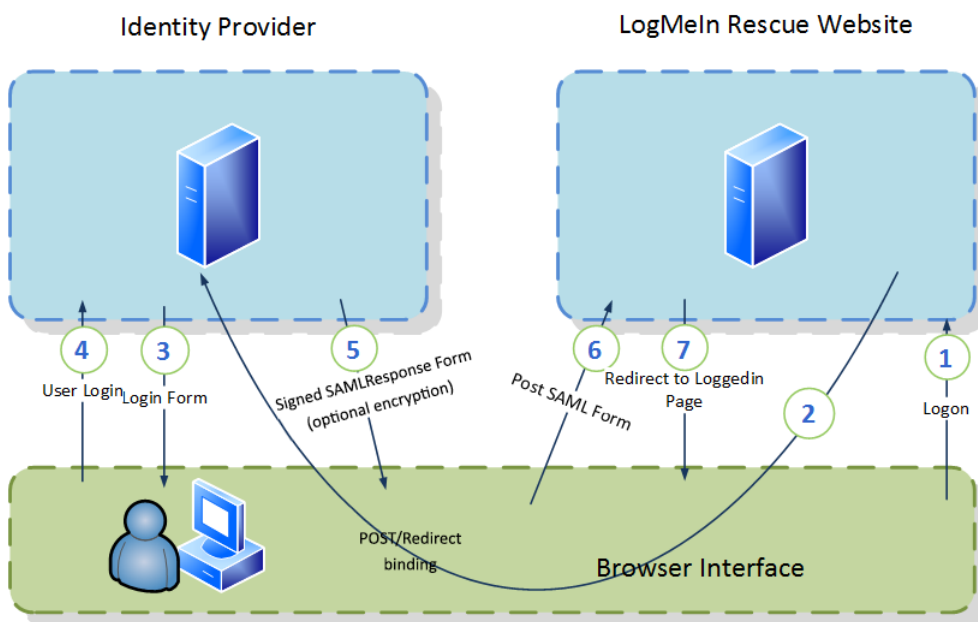 Identity Provider
LogMeIn Rescue Website
4
3
5
6
7
1
User Login
Login Form
Signed SAMLResponse Form
(optional encryption)
Post SAML Form
Redirect to Loggedin
Page
2
Logon
POST/Redirect
binding
Browser Interface